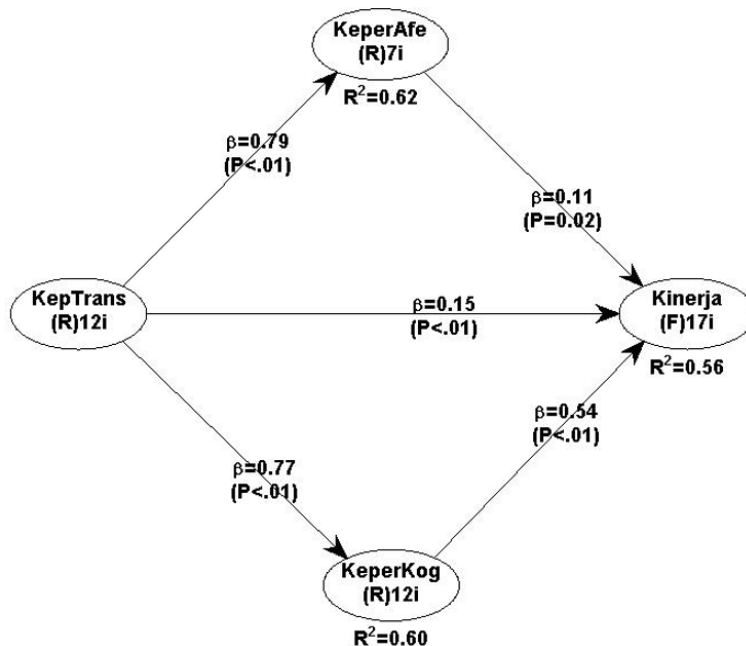 KeperAfe
(R)7i
R²=0.62
β=0.79
(P<.01)
β=0.11
(P=0.02)
KepTrans
(R)12i
β=0.15
(P<.01)
Kinerja
(F)17i
R²=0.56
β=0.54
(P<.01)
β=0.77
(P<.01)
KeperKog
(R)12i
R²=0.60